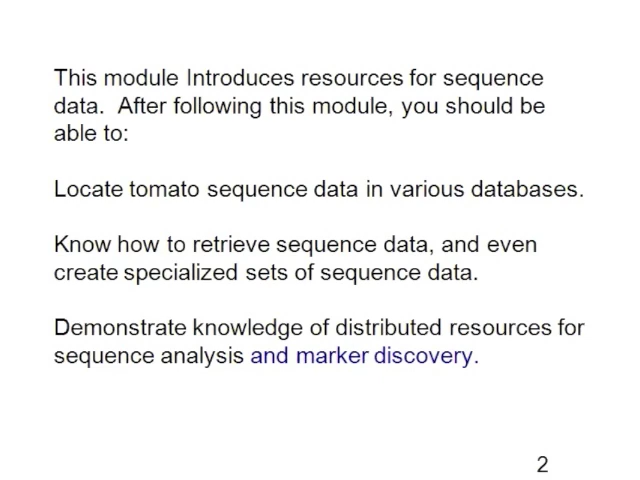 This module Introduces resources for sequence
data.  After following this module, you should be
able to:
Locate tomato sequence data in various databases.
Know how to retrieve sequence data, and even
create specialized sets of sequence data.
Demonstrate knowledge of distributed resources for
sequence analysis and marker discovery.
2